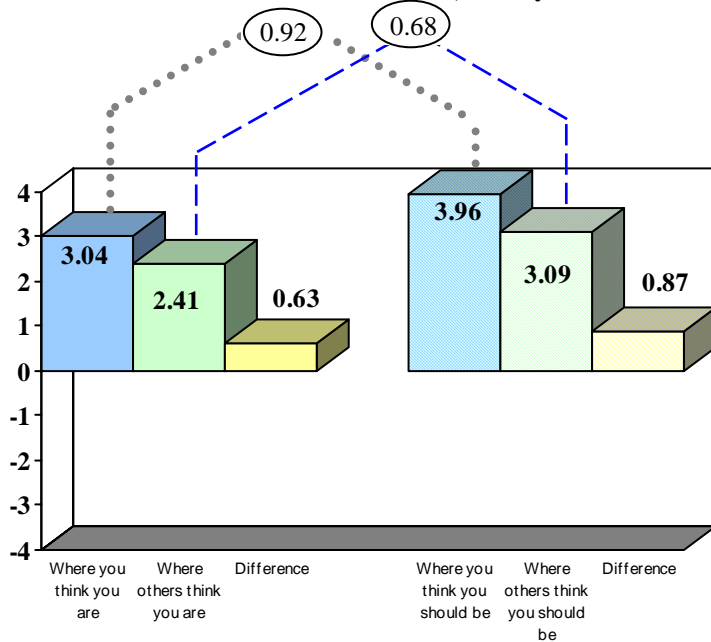 0.92
0.68
4
3
2
1
0
-1
-2
-3
-4
3.04
2.41
0.63
3.96
3.09
0.87
Where you
think you
are
Where
others think
you are
Difference
Where you
think you
should be
Where
others think
you should
be
Difference